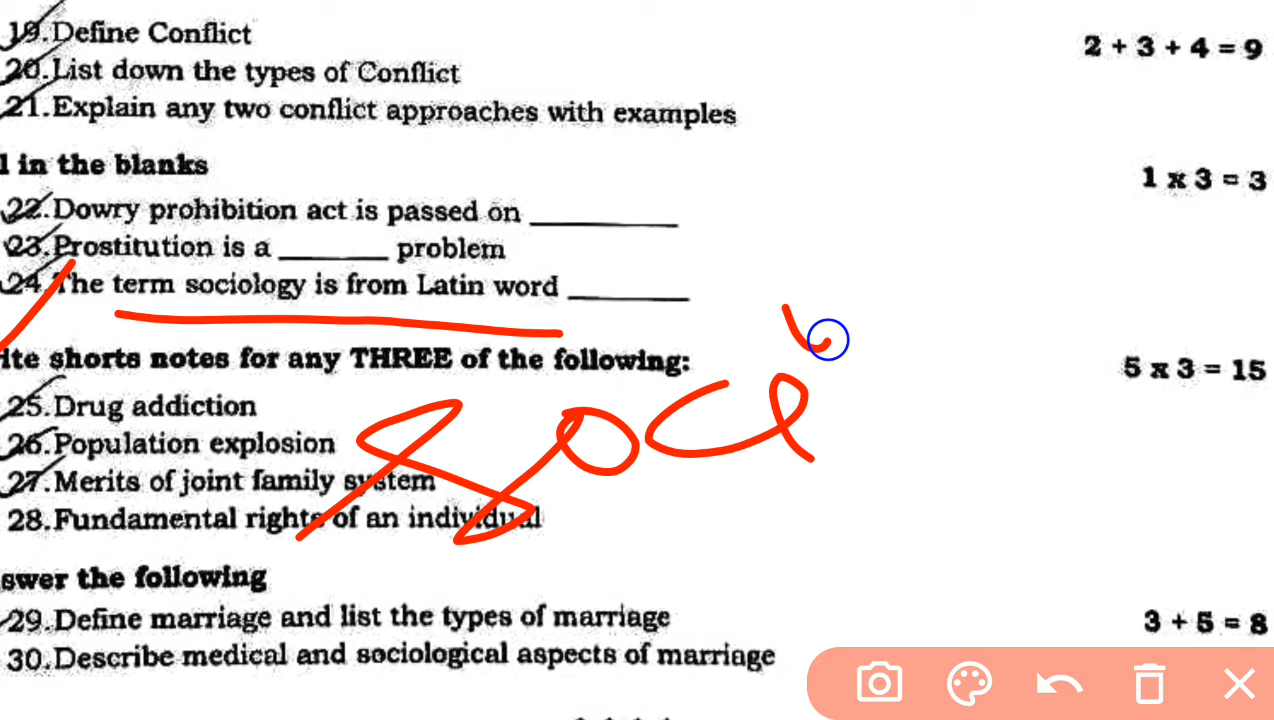 19.Define Conflict
2 + 3 + 4 = 9
20.List down the types of Conflict
21.Explain any two conflict approaches with examples
l in the blanks
1 x 3 = 3
22.Dowry prohibition act is passed on ________
23.Prostitution is a ______ problem
24.The term sociology is from Latin word ______
ite shorts notes for any THREE of the following:
5 x 3 = 15
25.Drug addiction
26.Population explosion
27.Merits of joint family system
28.Fundamental rights of an individual
swer the following
29.Define marriage and list the types of marriage
3 + 5 = 8
30.Describe medical and sociological aspects of marriage